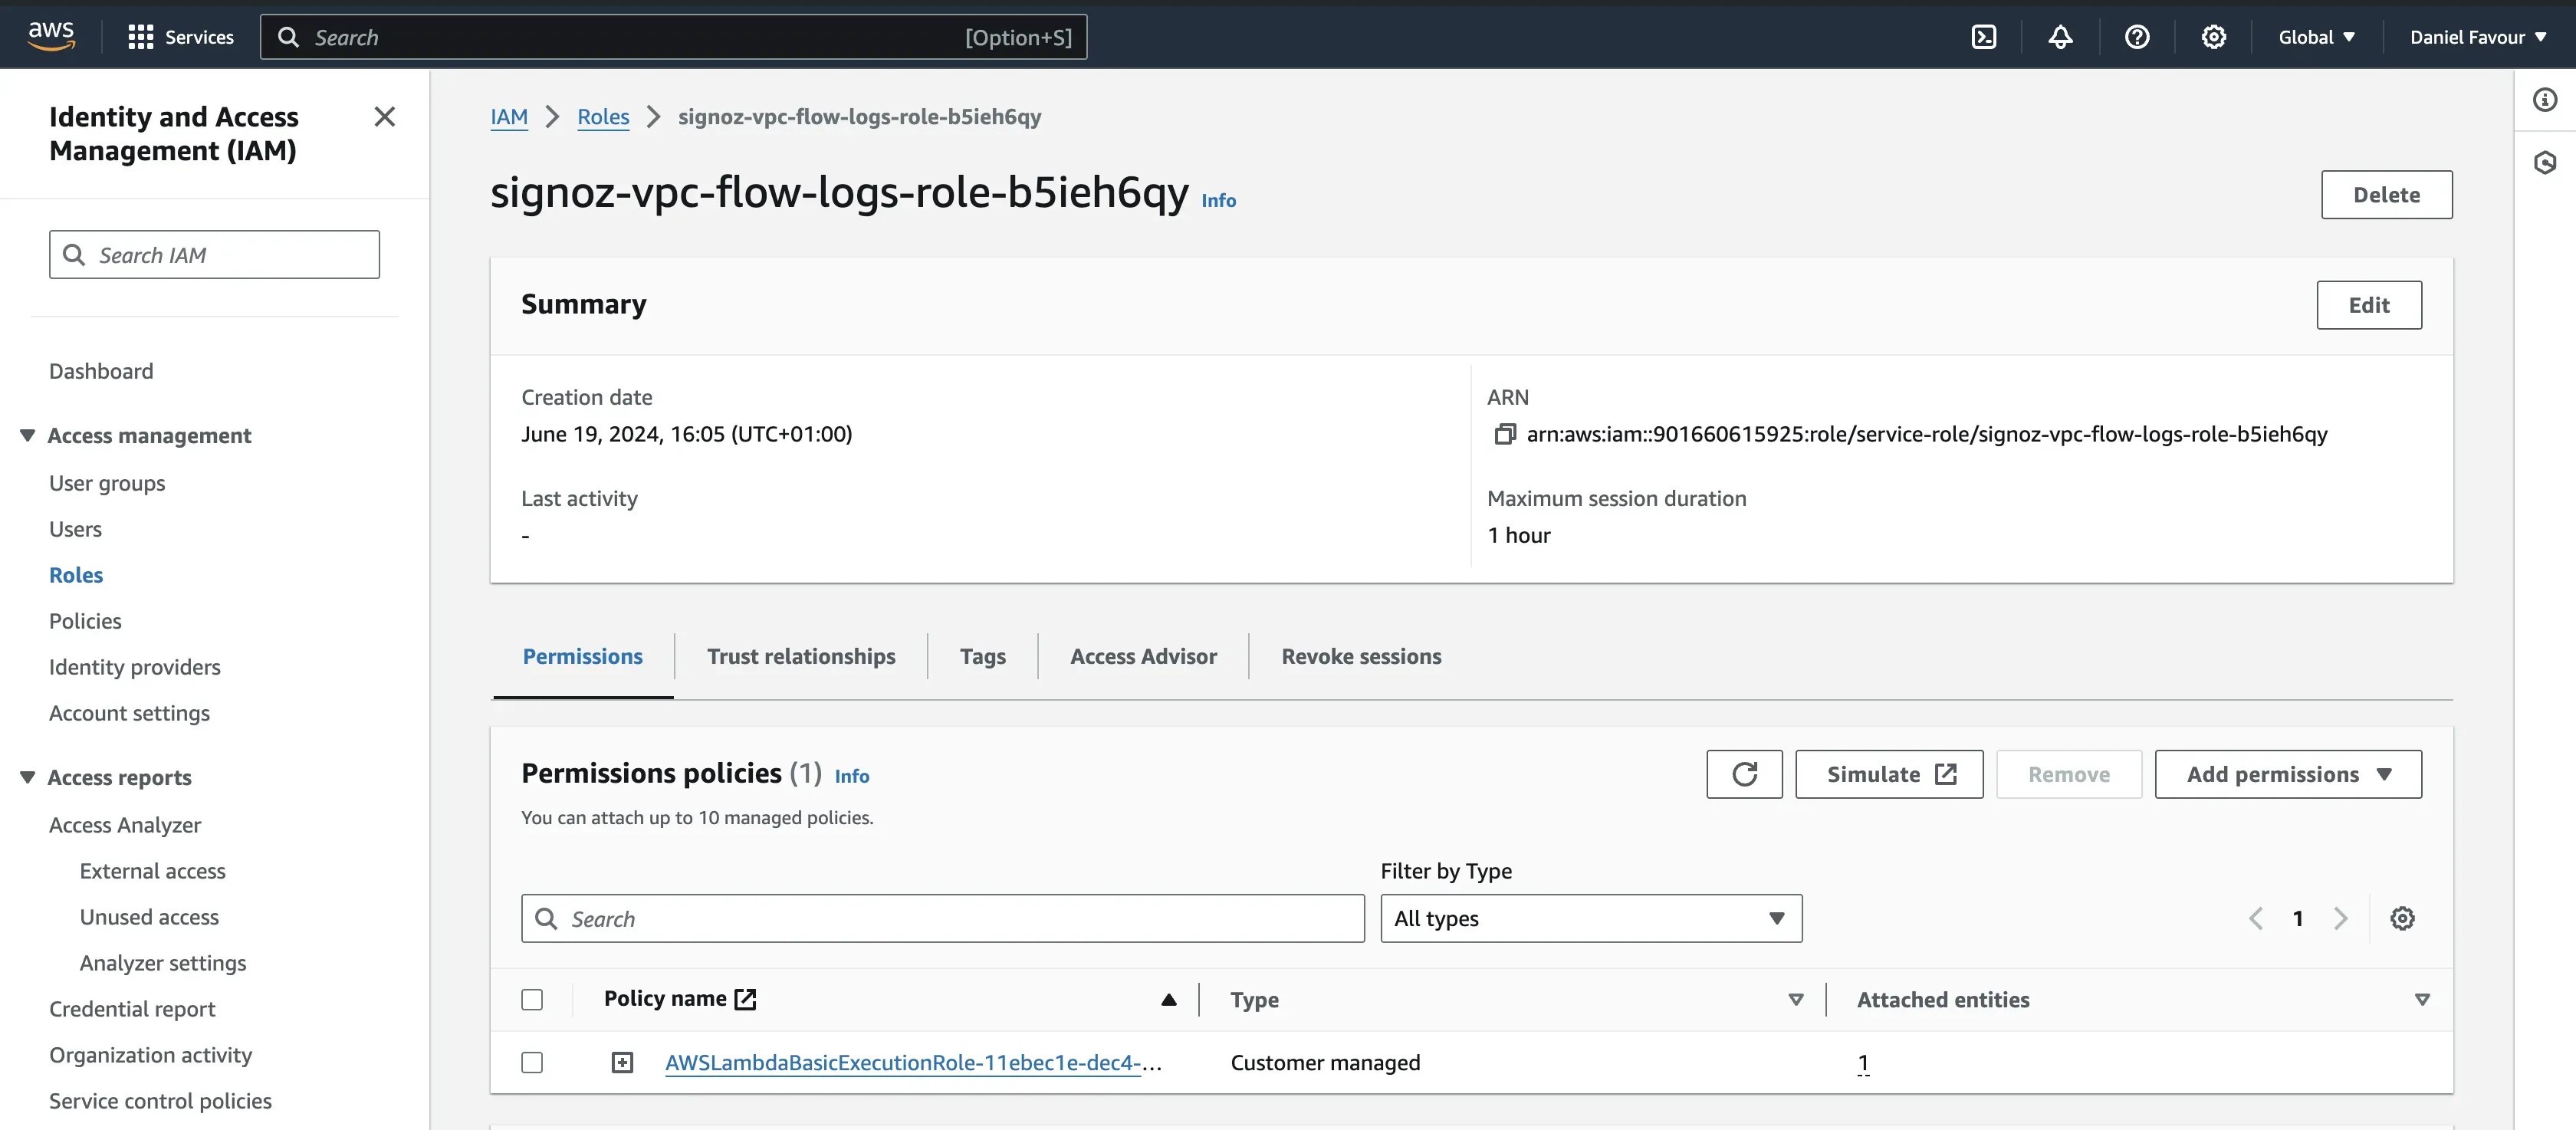 aws
Services
Search [Option+S]
Global
Daniel Favour
Identity and Access
Management (IAM)
Search IAM
Dashboard
Access management
User groups
Users
Roles
Policies
Identity providers
Account settings
Access reports
Access Analyzer
External access
Unused access
Analyzer settings
Credential report
Organization activity
Service control policies
IAM > Roles > signoz-vpc-flow-logs-role-b5ieh6qy
signoz-vpc-flow-logs-role-b5ieh6qy Info
Delete
Summary
Edit
Creation date
June 19, 2024, 16:05 (UTC+01:00)
ARN
arn:aws:iam::901660615925:role/service-role/signoz-vpc-flow-logs-role-b5ieh6qy
Last activity
-
Maximum session duration
1 hour
Permissions
Trust relationships
Tags
Access Advisor
Revoke sessions
Permissions policies (1) Info
You can attach up to 10 managed policies.
Simulate
Remove
Add permissions
Filter by Type
Search
All types
1
Policy name
Type
Attached entities
AWSLambdaBasicExecutionRole-11ebec1e-dec4-...
Customer managed
1